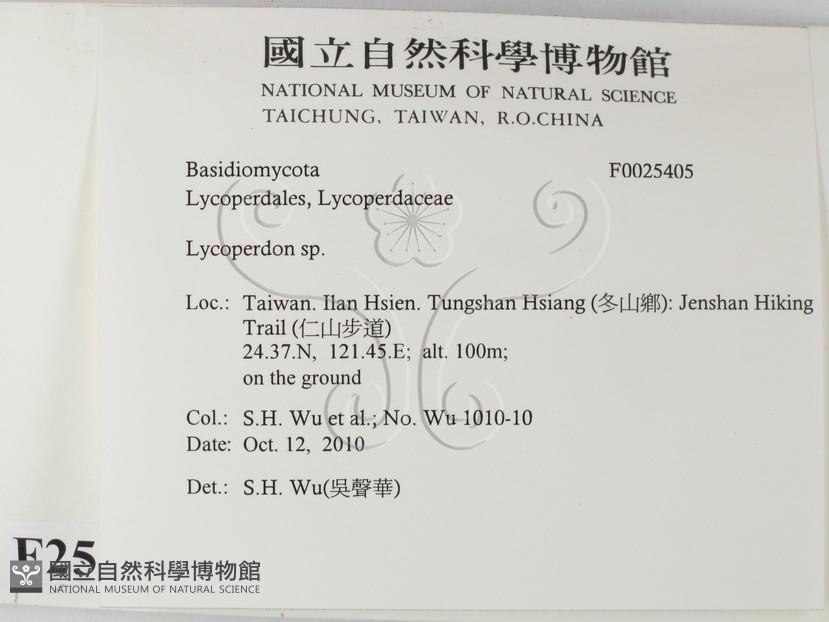 國立自然科學博物館
NATIONAL MUSEUM OF NATURAL SCIENCE
TAICHUNG, TAIWAN, R.O.CHINA
Basidiomycota F0025405
Lycoperdales, Lycoperdaceae
Lycoperdon sp.
Loc.: Taiwan. Ilan Hsien. Tungshan Hsiang (冬山鄉): Jenshan Hiking
Trail (仁山步道)
24.37.N, 121.45.E; alt. 100m;
on the ground
Col.: S.H. Wu et al.; No. Wu 1010-10
Date: Oct. 12, 2010
Det.: S.H. Wu(吳聲華)
F25
國立自然科學博物館
NATIONAL MUSEUM OF NATURAL SCIENCE